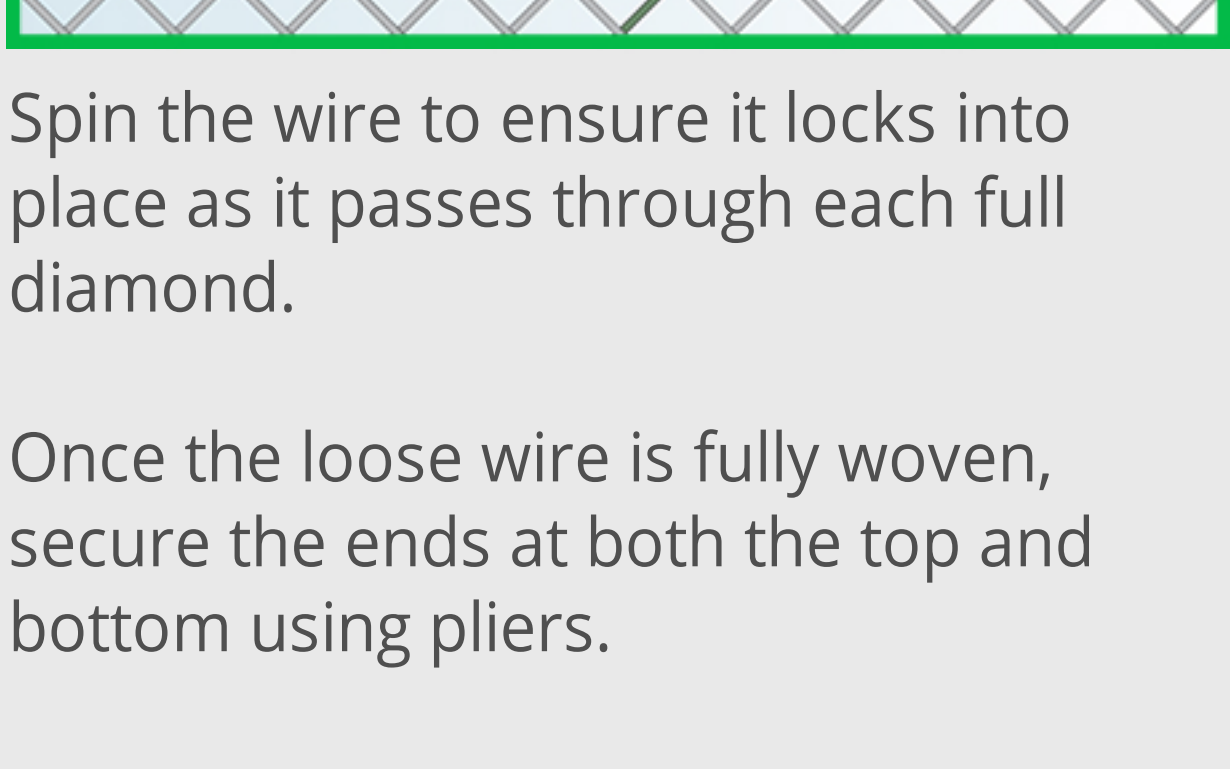 Spin the wire to ensure it locks into
place as it passes through each full
diamond.
Once the loose wire is fully woven,
secure the ends at both the top and
bottom using pliers.